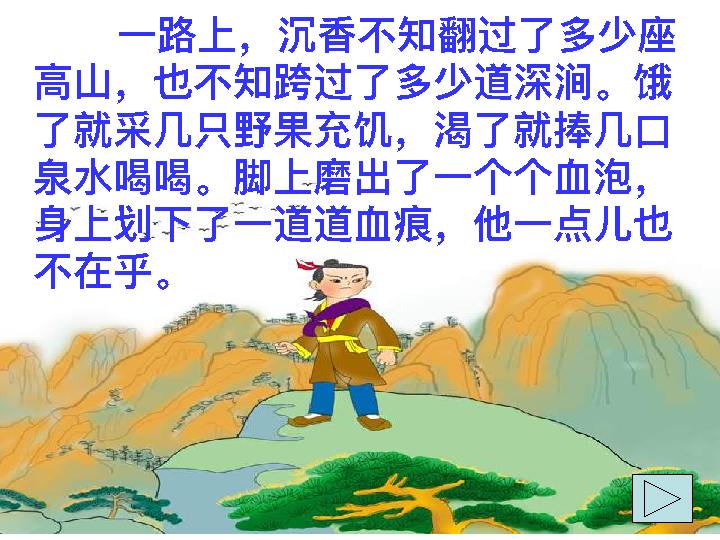 一路上，沉香不知翻过了多少座
高山，也不知跨过了多少道深涧。饿
了就采几只野果充饥，渴了就捧几口
泉水喝喝。脚上磨出了一个个血泡，
身上划下了一道道血痕，他一点儿也
不在乎。